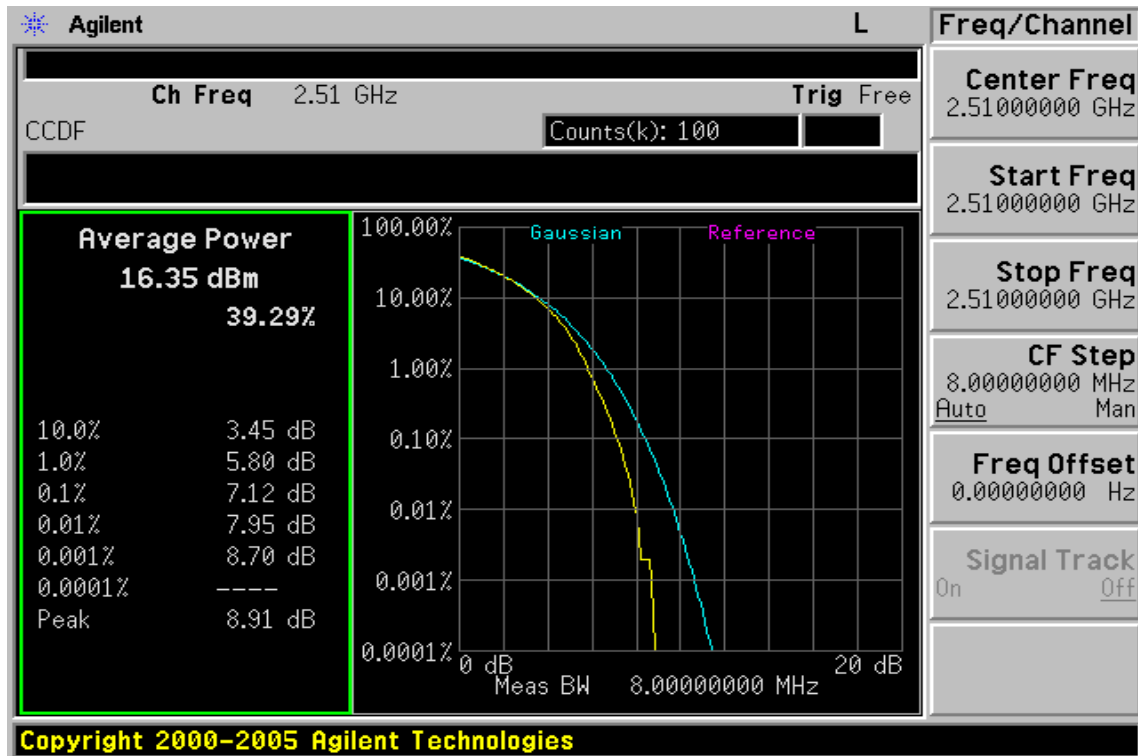 Agilent L Freq/Channel
Ch Freq 2.51 GHz Trig Free
CCDF Counts(k): 100
Average Power
16.35 dBm
39.29%
10.0% 3.45 dB
1.0% 5.80 dB
0.1% 7.12 dB
0.01% 7.95 dB
0.001% 8.70 dB
0.0001% ----
Peak 8.91 dB
Gaussian Reference
100.00%
10.00%
1.00%
0.10%
0.01%
0.001%
0.0001%
0 dB 20 dB
Meas BW 8.00000000 MHz
Center Freq
2.51000000 GHz
Start Freq
2.51000000 GHz
Stop Freq
2.51000000 GHz
CF Step
8.00000000 MHz
Auto Man
Freq Offset
0.00000000 Hz
Signal Track
On Off
Copyright 2000-2005 Agilent Technologies